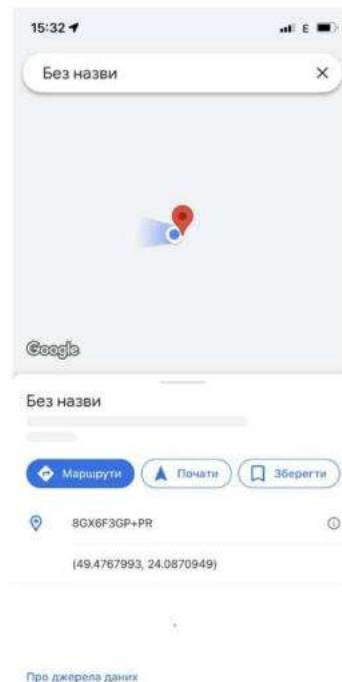 15:32
E
Без назви
Google
Без назви
Маршрути
Почати
Зберегти
8GX6F3GP+PR
(49.4767993, 24.0870949)
Про джерела даних